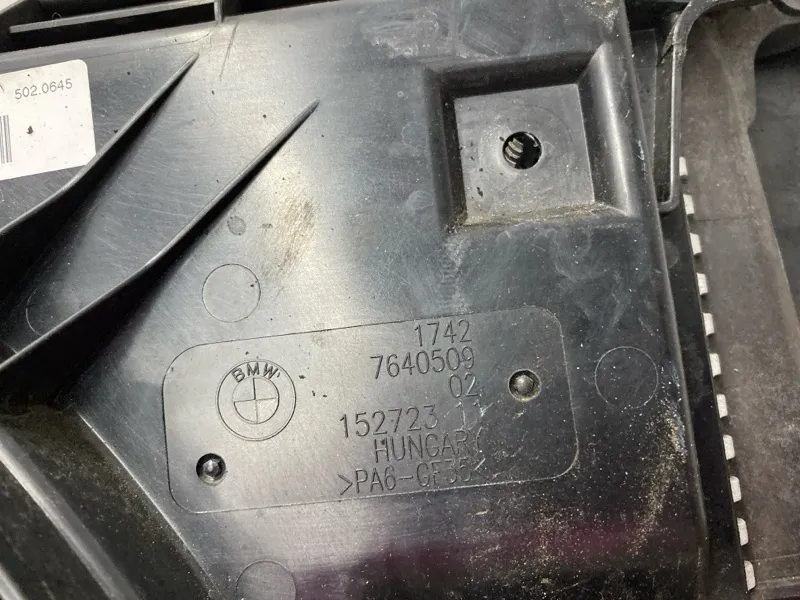 502.0645
BMW
1742
7640509
02
152723
HUNGARY
>PA6-GF35<